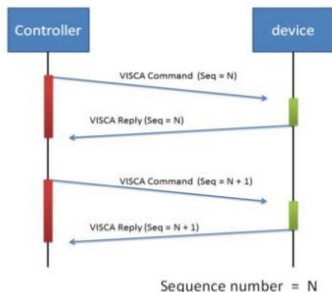 Controller
device
VISCA Command (Seq = N)
VISCA Reply (Seq = N)
VISCA Command (Seq = N + 1)
VISCA Reply (Seq = N + 1)
Sequence number = N